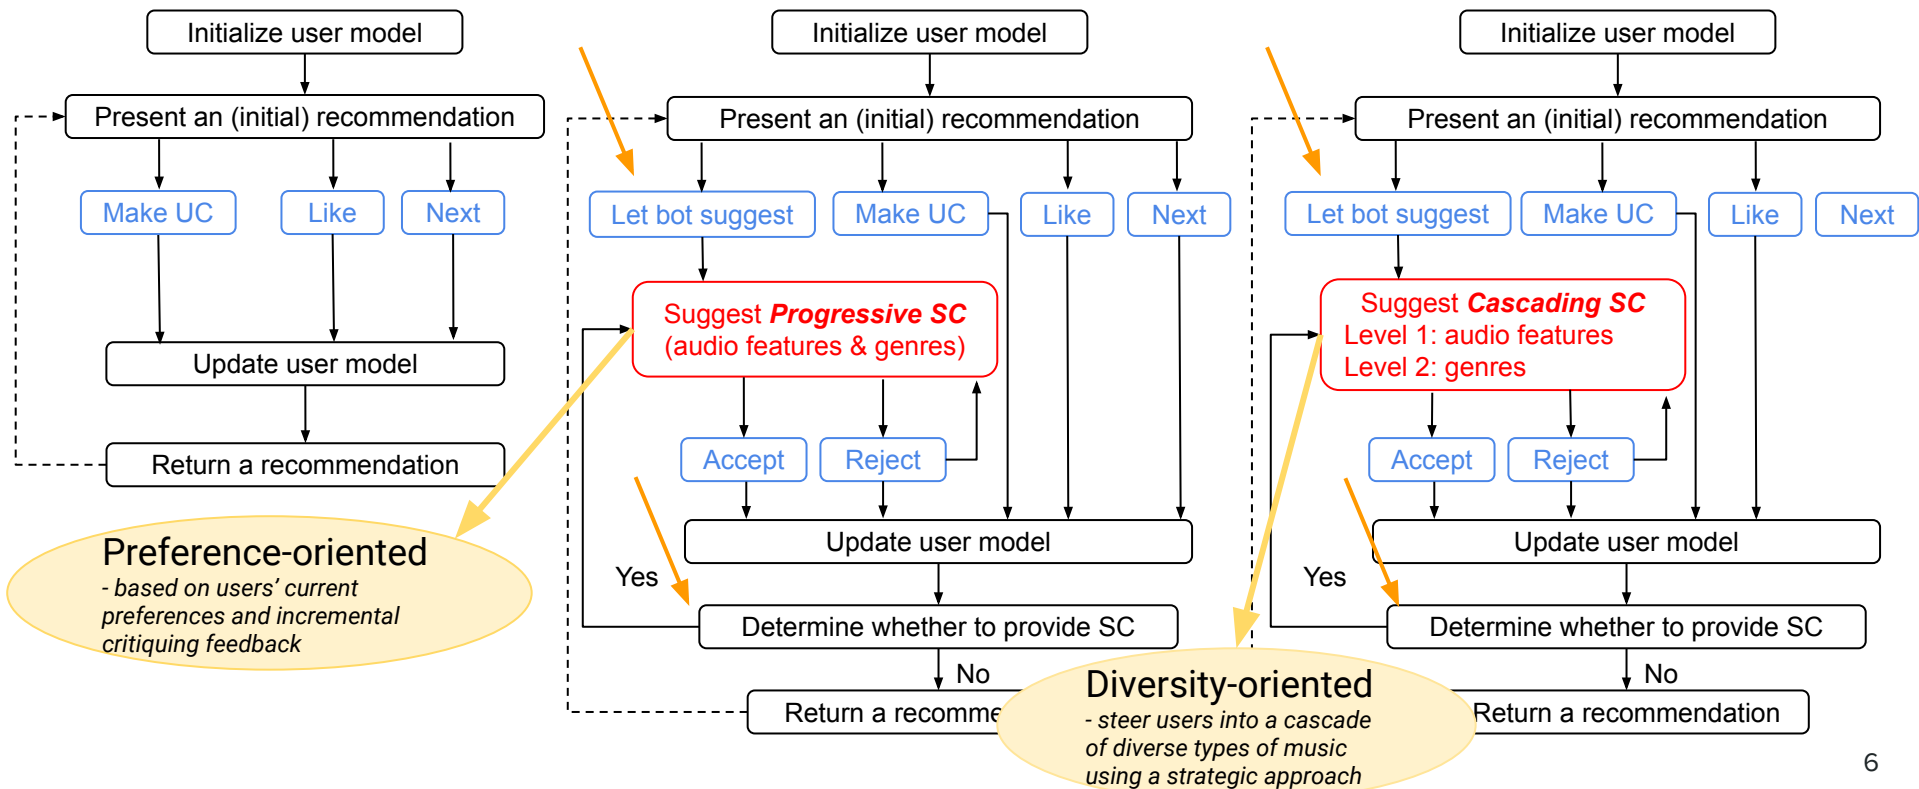 Initialize user model
Present an (initial) recommendation
Make UC
Like
Next
Update user model
Return a recommendation
Preference-oriented
- based on users’ current
preferences and incremental
critiquing feedback
Initialize user model
Present an (initial) recommendation
Let bot suggest
Make UC
Like
Next
Suggest Progressive SC
(audio features & genres)
Accept
Reject
Update user model
Yes
Determine whether to provide SC
No
Return a
Initialize user model
Present an (initial) recommendation
Let bot suggest
Make UC
Like
Next
Suggest Cascading SC
Level 1: audio features
Level 2: genres
Accept
Reject
Update user model
Yes
Determine whether to provide SC
No
Return a recommendation
Diversity-oriented
- steer users into a cascade
of diverse types of music
using a strategic approach
6